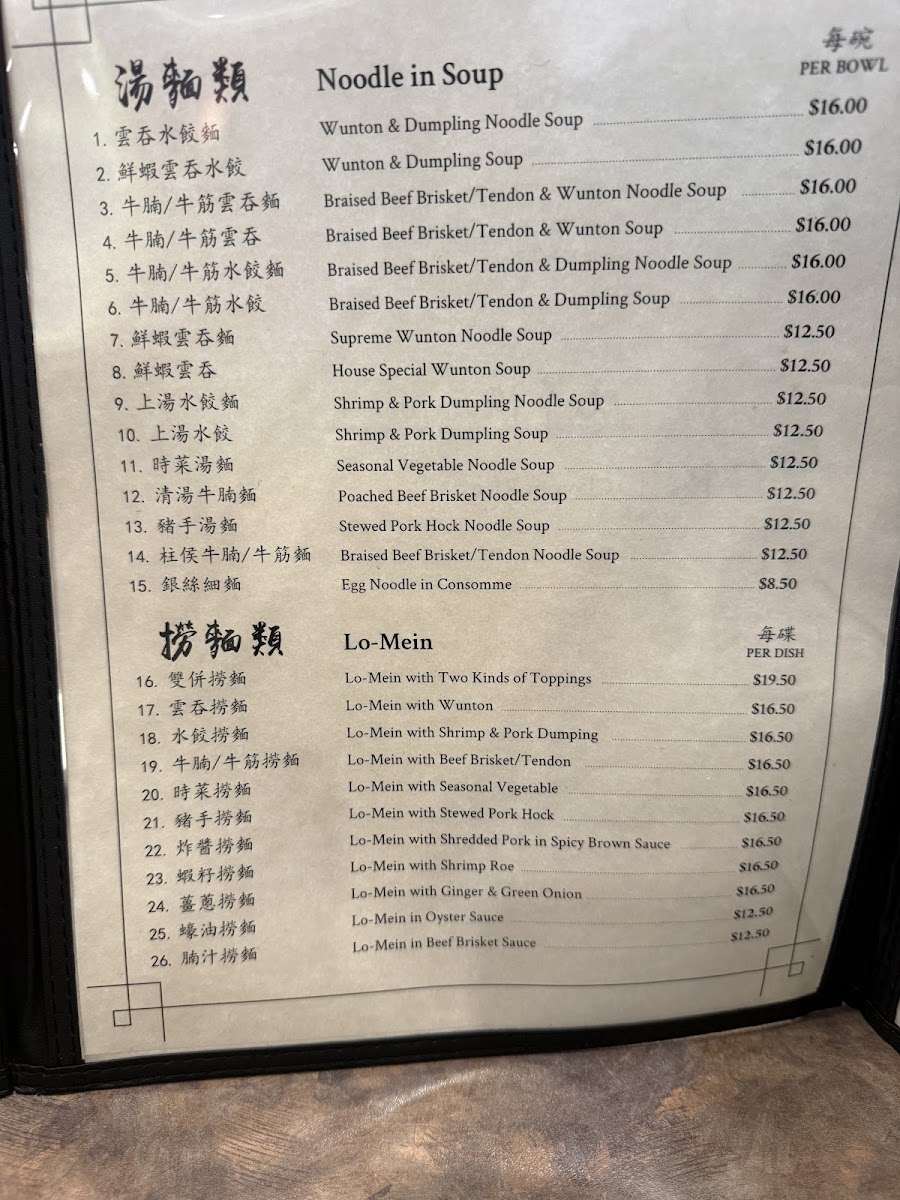 每碗
湯麵類 Noodle in Soup PER BOWL
1. 雲吞水餃麵 Wunton & Dumpling Noodle Soup $16.00
2. 鮮蝦雲吞水餃 Wunton & Dumpling Soup $16.00
3. 牛腩/牛筋雲吞麵 Braised Beef Brisket/Tendon & Wunton Noodle Soup $16.00
4. 牛腩/牛筋雲吞 Braised Beef Brisket/Tendon & Wunton Soup $16.00
5. 牛腩/牛筋水餃麵 Braised Beef Brisket/Tendon & Dumpling Noodle Soup $16.00
6. 牛腩/牛筋水餃 Braised Beef Brisket/Tendon & Dumpling Soup $16.00
7. 鮮蝦雲吞麵 Supreme Wunton Noodle Soup $12.50
8. 鮮蝦雲吞 House Special Wunton Soup $12.50
9. 上湯水餃麵 Shrimp & Pork Dumpling Noodle Soup $12.50
10. 上湯水餃 Shrimp & Pork Dumpling Soup $12.50
11. 時菜湯麵 Seasonal Vegetable Noodle Soup $12.50
12. 清湯牛腩麵 Poached Beef Brisket Noodle Soup $12.50
13. 豬手湯麵 Stewed Pork Hock Noodle Soup $12.50
14. 柱侯牛腩/牛筋麵 Braised Beef Brisket/Tendon Noodle Soup $12.50
15. 銀絲細麵 Egg Noodle in Consomme $8.50
每碟
撈麵類 Lo-Mein PER DISH
16. 雙併撈麵 Lo-Mein with Two Kinds of Toppings $19.50
17. 雲吞撈麵 Lo-Mein with Wunton $16.50
18. 水餃撈麵 Lo-Mein with Shrimp & Pork Dumping $16.50
19. 牛腩/牛筋撈麵 Lo-Mein with Beef Brisket/Tendon $16.50
20. 時菜撈麵 Lo-Mein with Seasonal Vegetable $16.50
21. 豬手撈麵 Lo-Mein with Stewed Pork Hock $16.50
22. 炸醬撈麵 Lo-Mein with Shredded Pork in Spicy Brown Sauce $16.50
23. 蝦籽撈麵 Lo-Mein with Shrimp Roe $16.50
24. 薑蔥撈麵 Lo-Mein with Ginger & Green Onion $16.50
25. 蠔油撈麵 Lo-Mein in Oyster Sauce $12.50
26. 腩汁撈麵 Lo-Mein in Beef Brisket Sauce $12.50